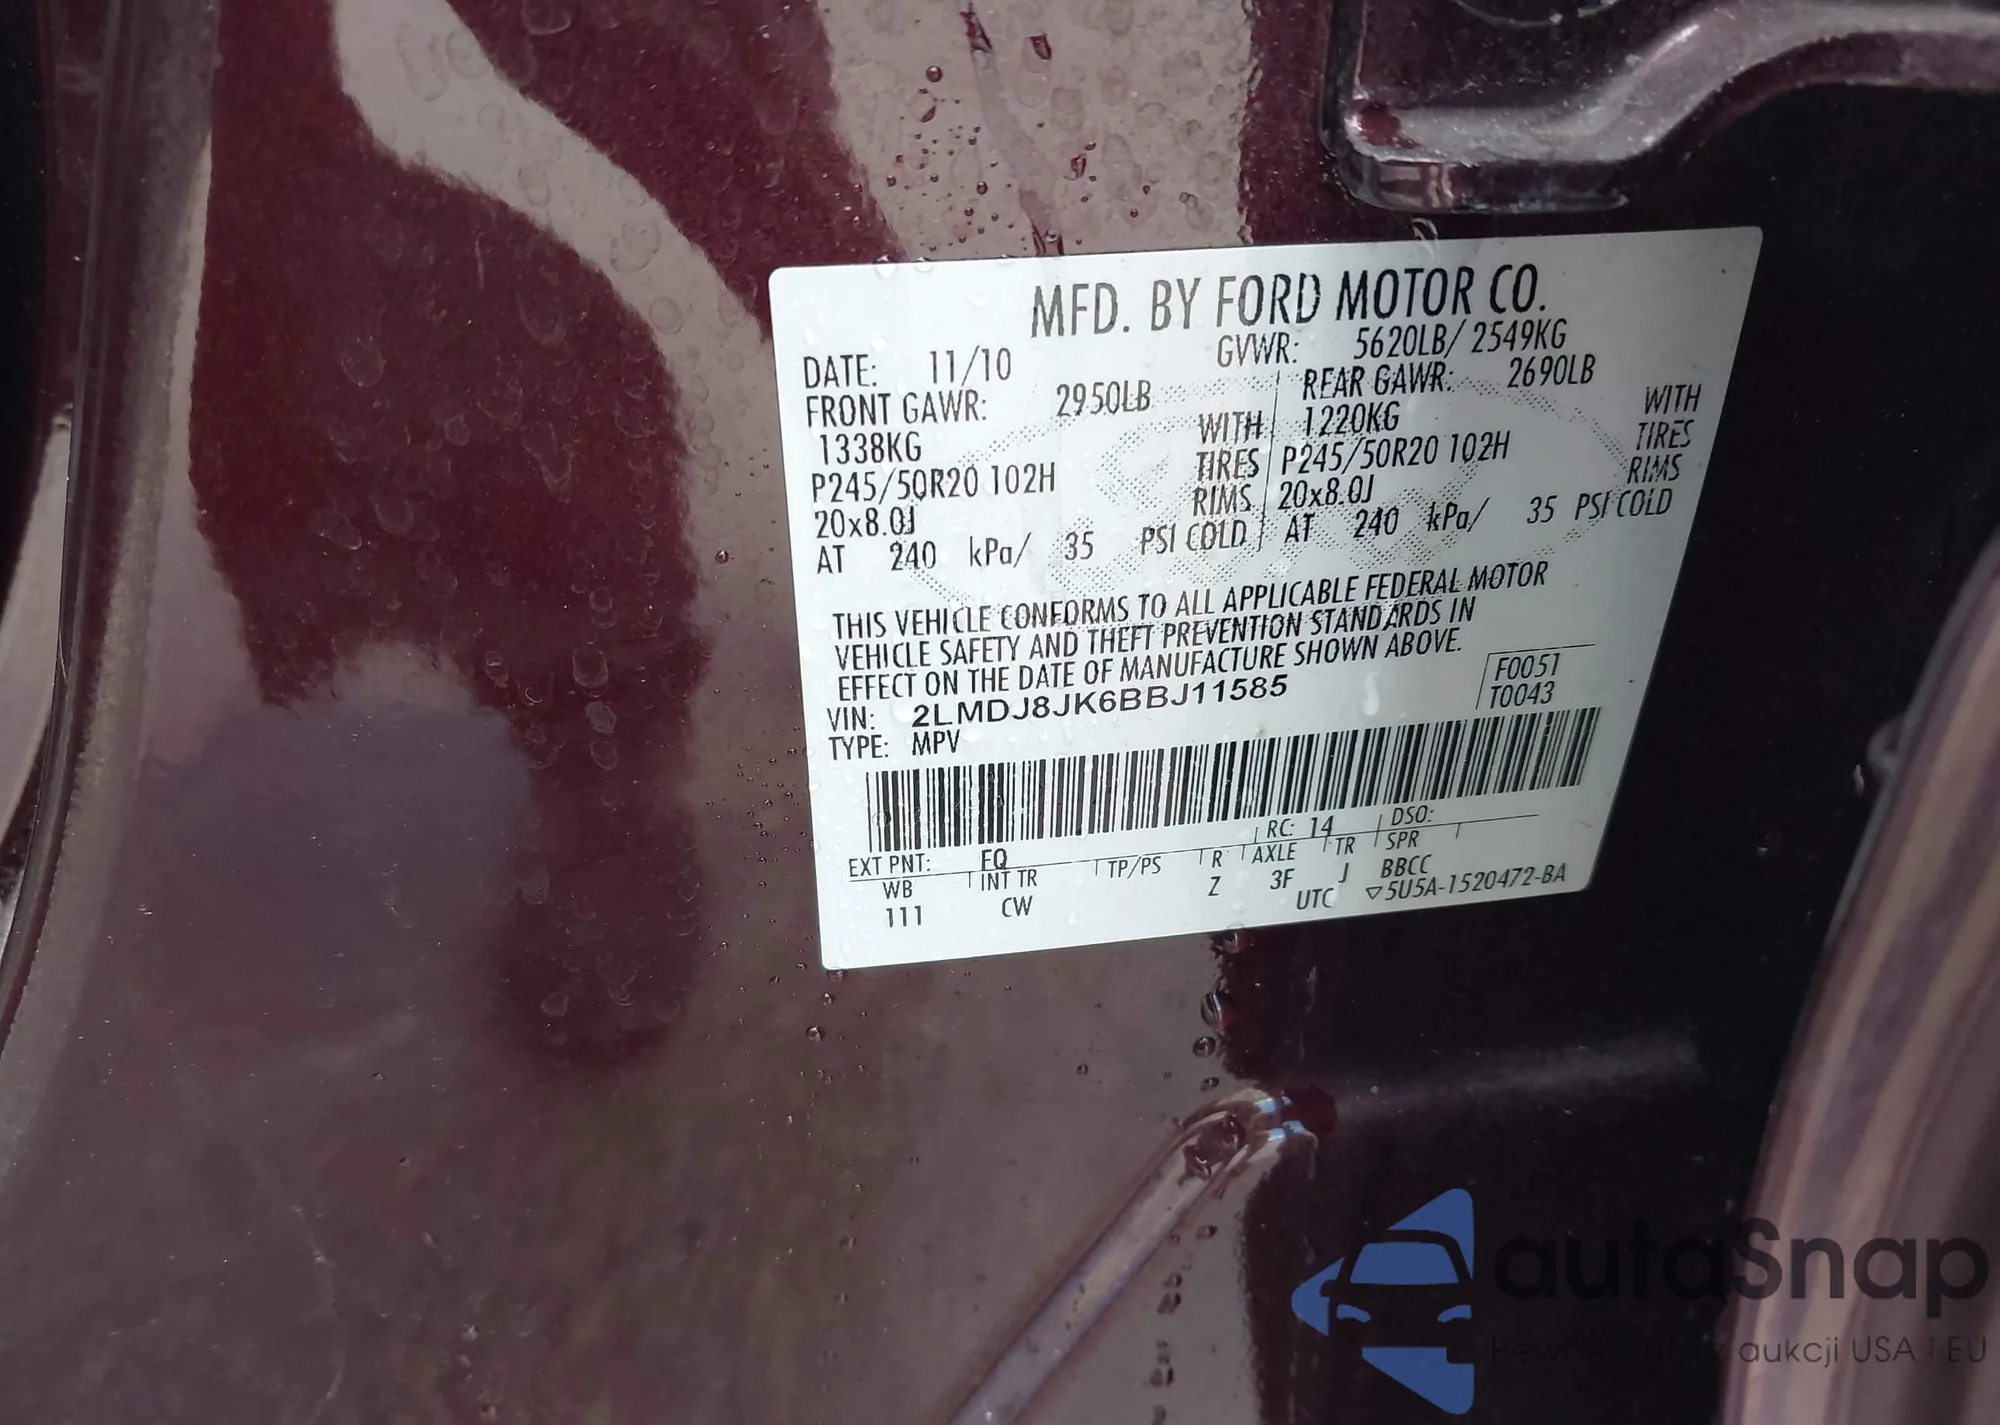 MFD. BY FORD MOTOR CO.
DATE: 11/10 GVWR: 5620LB/ 2549KG
FRONT GAWR: 2950LB REAR GAWR: 2690LB
1338KG WITH 1220KG WITH
P245/50R20 102H TIRES P245/50R20 102H TIRES
20x8.0J RIMS 20x8.0J RIMS
AT 240 kPa/ 35 PSI COLD AT 240 kPa/ 35 PSI COLD
THIS VEHICLE CONFORMS TO ALL APPLICABLE FEDERAL MOTOR
VEHICLE SAFETY AND THEFT PREVENTION STANDARDS IN
EFFECT ON THE DATE OF MANUFACTURE SHOWN ABOVE.
VIN: 2LMDJ8JK6BBJ11585 F0051
TYPE: MPV T0043
EXT PNT: FQ RC: 14 DSO:
WB INT TR TP/PS R AXLE TR SPR
111 CW Z 3F J BBCC
UTC ▽5U5A-1520472-BA
autaSnap
aukcji USA i EU